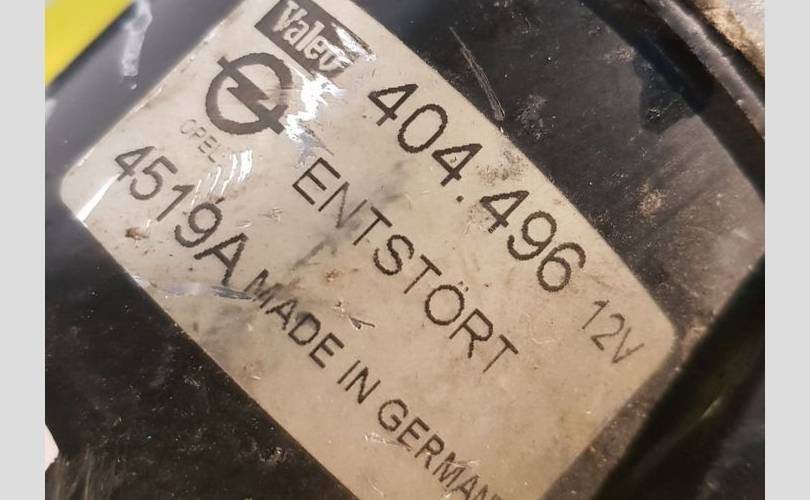 Valeo
404.496 12V
OPEL
ENTSTÖRT
4519A MADE IN GERMANY